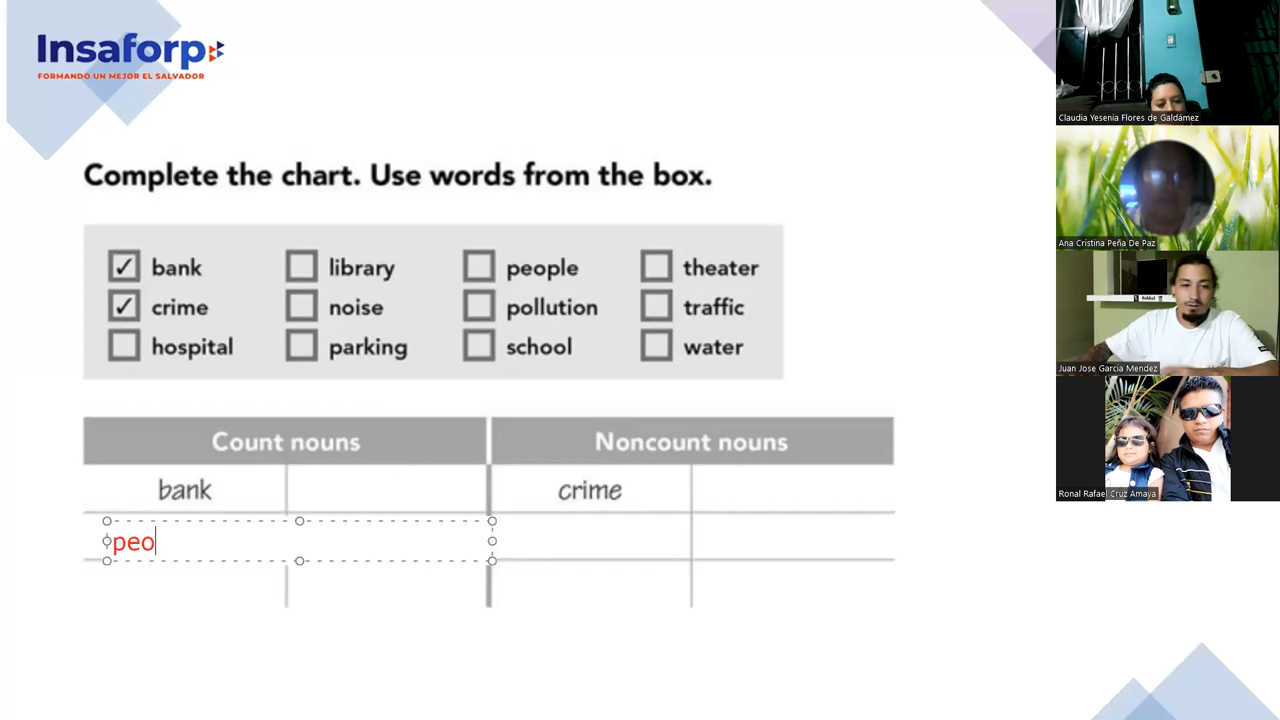 Insaforp
FORMANDO UN MEJOR EL SALVADOR
Complete the chart. Use words from the box.
✓ bank library people theater
✓ crime noise pollution traffic
hospital parking school water
Count nouns Noncount nouns
bank crime
peo
Claudia Yesenia Flores de Galdámez
Ana Cristina Peña De Paz
Juan Jose Garcia Mendez
Ronal Rafael Cruz Amaya